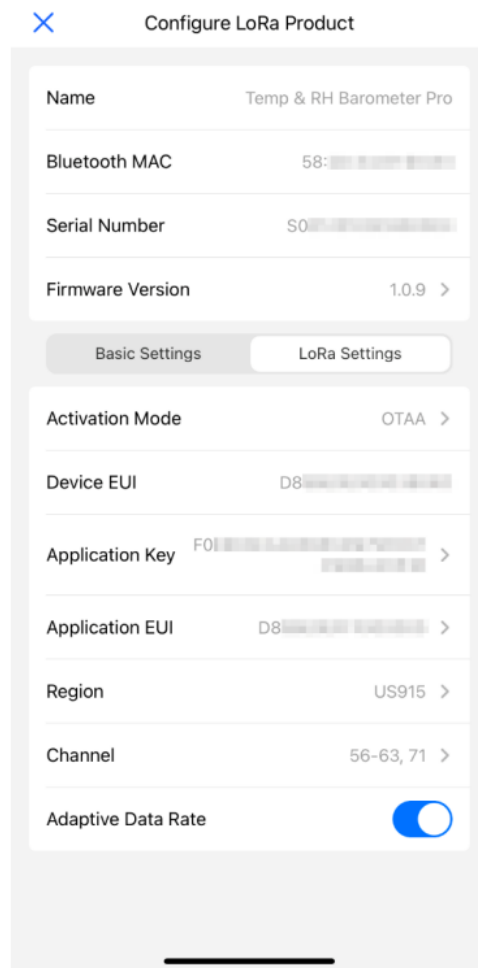 Configure LoRa Product
Name Temp & RH Barometer Pro
Bluetooth MAC 58:
Serial Number S0
Firmware Version 1.0.9
Basic Settings LoRa Settings
Activation Mode OTAA
Device EUI D8
Application Key F0
Application EUI D8
Region US915
Channel 56-63, 71
Adaptive Data Rate